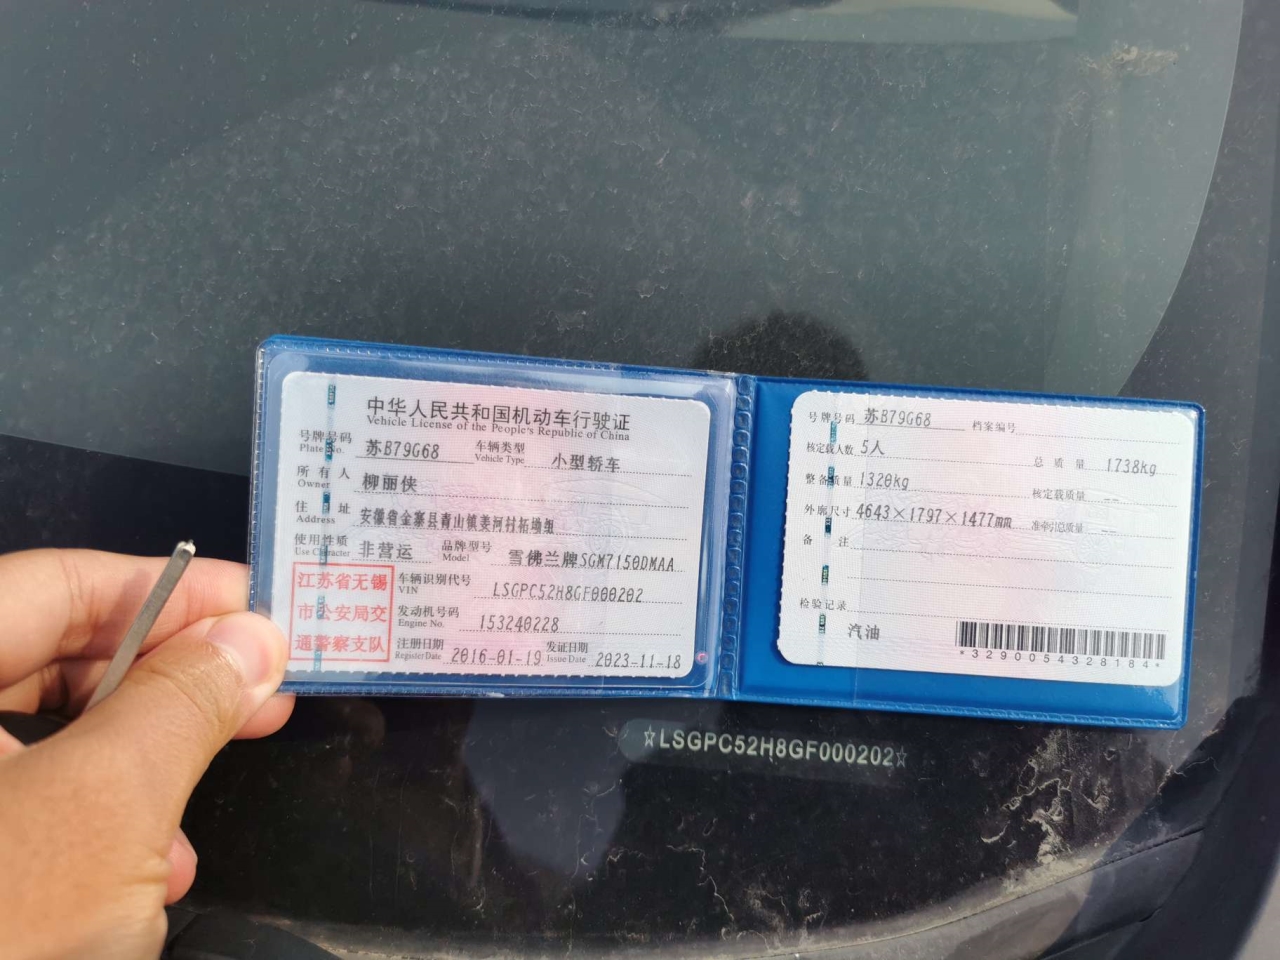 中华人民共和国机动车行驶证
Vehicle License of the People's Republic of China
号牌号码 苏B79G68 车辆类型 小型轿车
Plate No. Vehicle Type
所有人 柳丽侠
Owner
住址 安徽省金寨县青山镇姜河村柘坳组
Address
使用性质 非营运 品牌型号 雪佛兰牌SGM7150DMAA
Use Character Model
江苏省无锡
市公安局交
通警察支队
车辆识别代号 LSGPC52H8GF000202
VIN
发动机号码 153240228
Engine No.
注册日期 2016-01-19 发证日期 2023-11-18
Register Date Issue Date
号牌号码 苏B79G68 档案编号
核定载人数 5人 总质量 1738kg
整备质量 1320kg 核定载质量 --
外廓尺寸 4643×1797×1477mm 准牵引总质量 --
备注
检验记录
汽油
*3290054328184*
☆LSGPC52H8GF000202☆